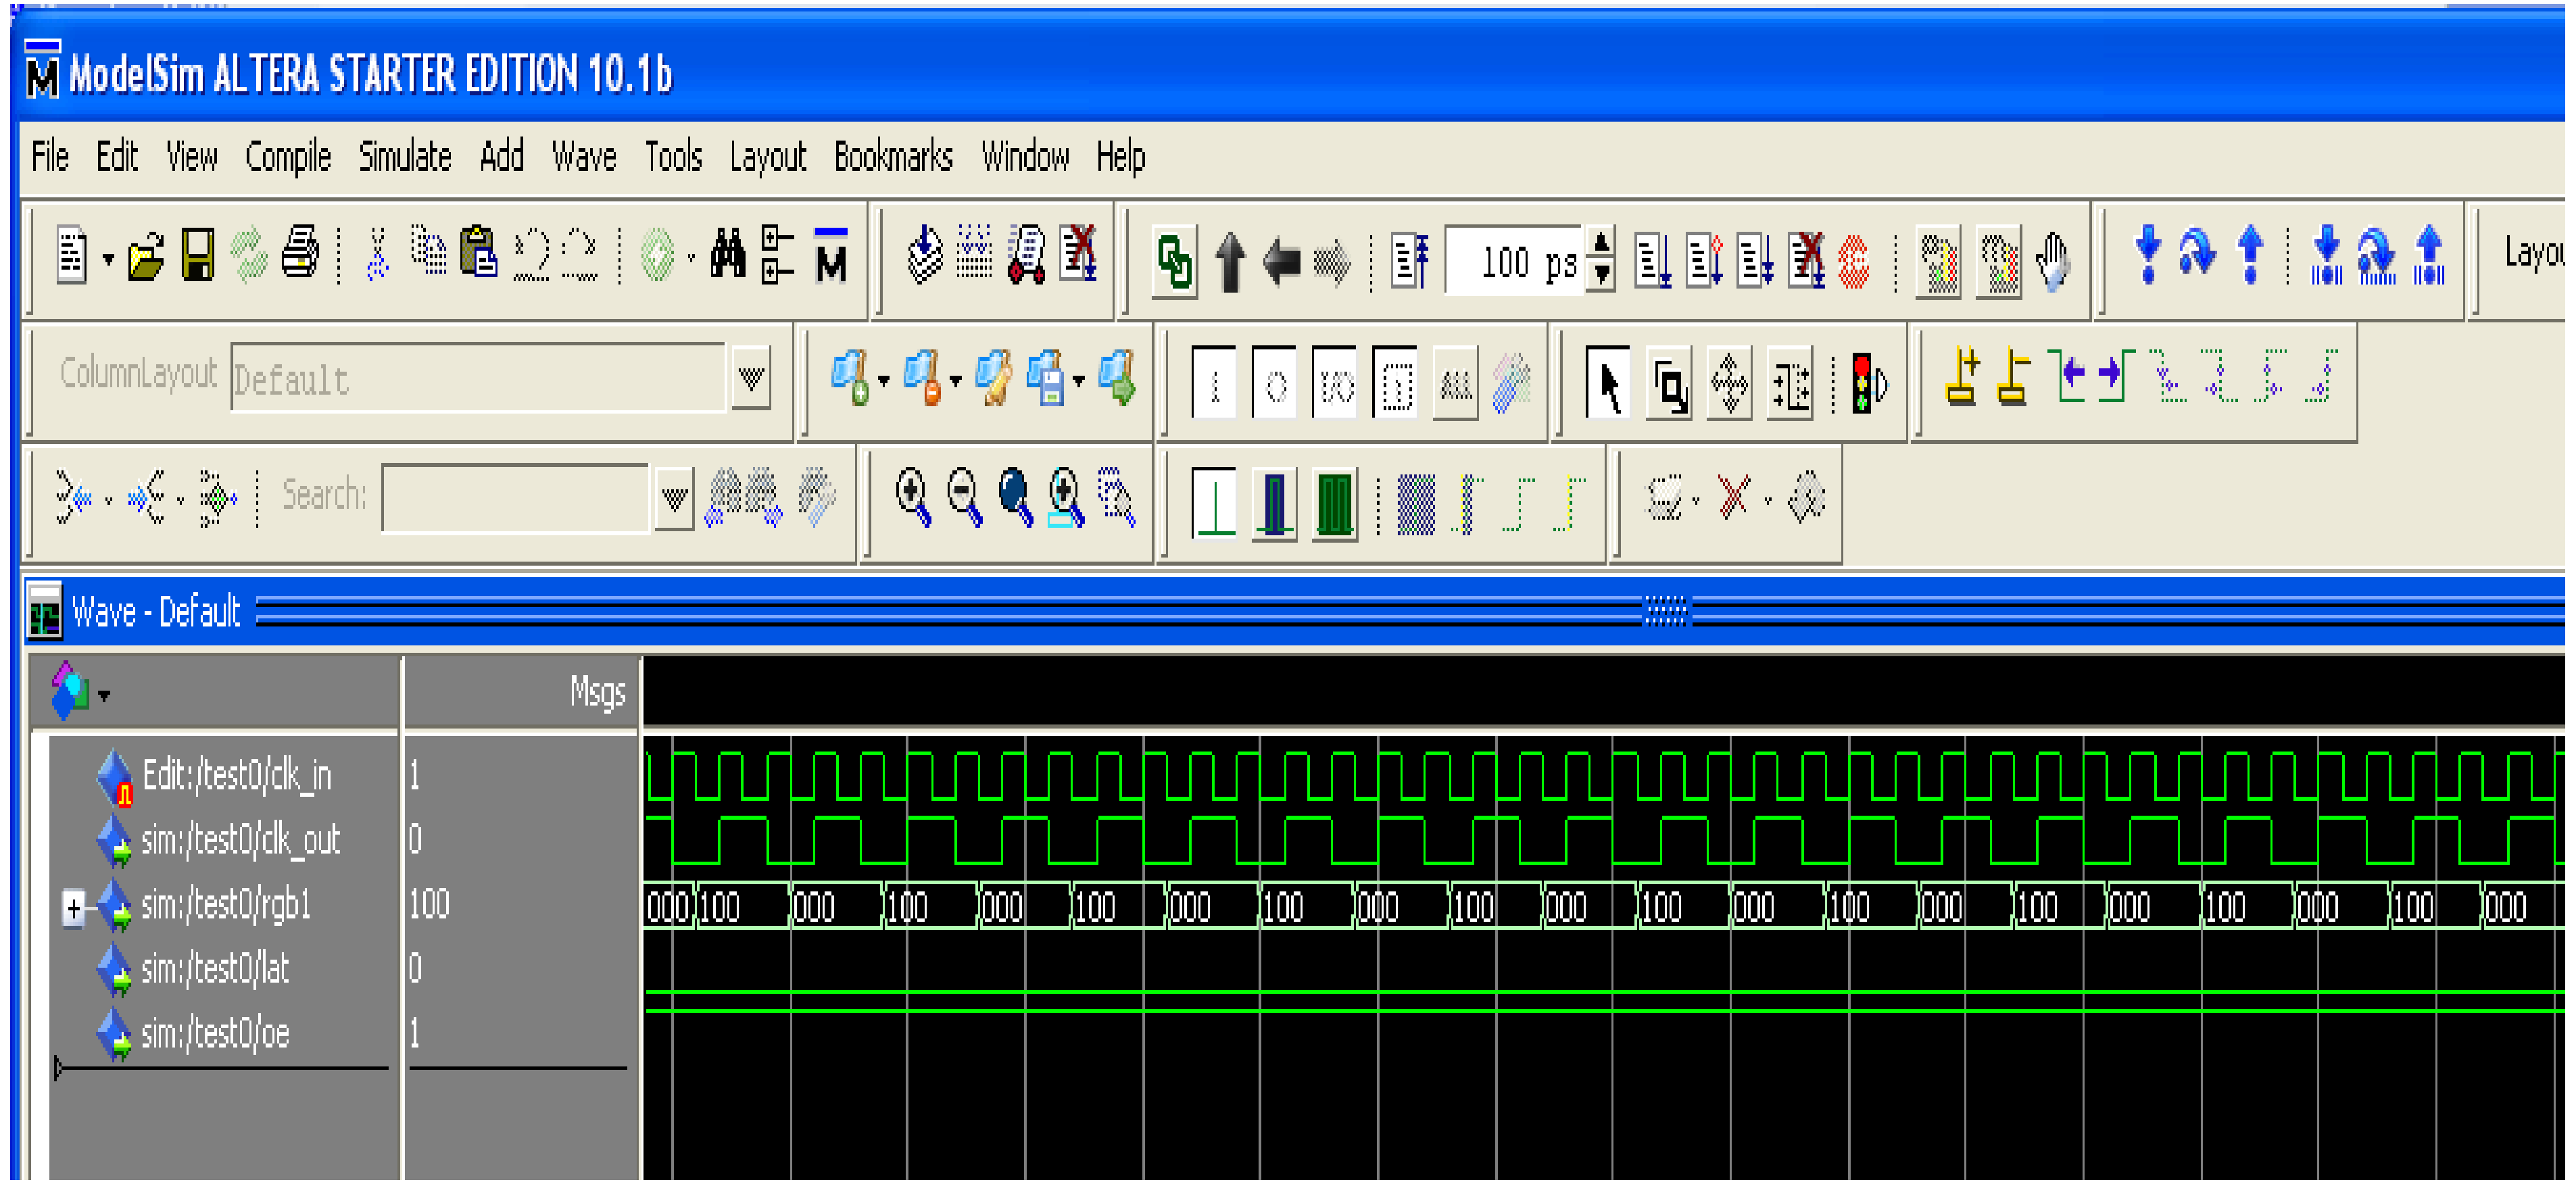 ModelSim ALTERA STARTER EDITION 10.1b
File Edit View Compile Simulate Add Wave Tools Layout Bookmarks Window Help
100 ps
ColumnLayout Default
I O I/O ALL
Search:
Wave - Default
Msgs
Edit:/test0/clk_in 1
sim:/test0/clk_out 0
sim:/test0/rgb1 100 000 100 000 100 000 100 000 100 000 100 000 100 000 100 000 100 000 100 000 100 000
sim:/test0/lat 0
sim:/test0/oe 1